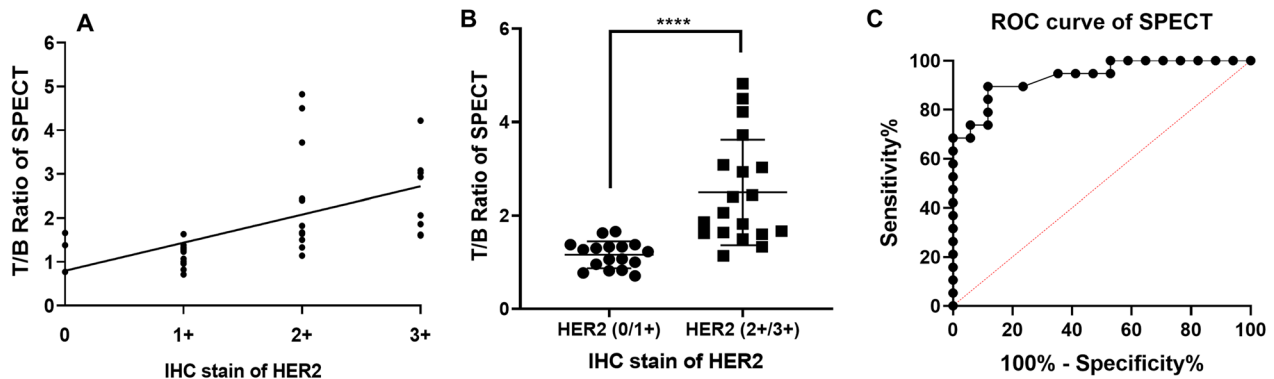 A
T/B Ratio of SPECT
6
5
4
3
2
1
0
0 1+ 2+ 3+
IHC stain of HER2
B
****
T/B Ratio of SPECT
6
4
2
0
HER2 (0/1+) HER2 (2+/3+)
IHC stain of HER2
C
ROC curve of SPECT
Sensitivity%
100
80
60
40
20
0
0 20 40 60 80 100
100% - Specificity%